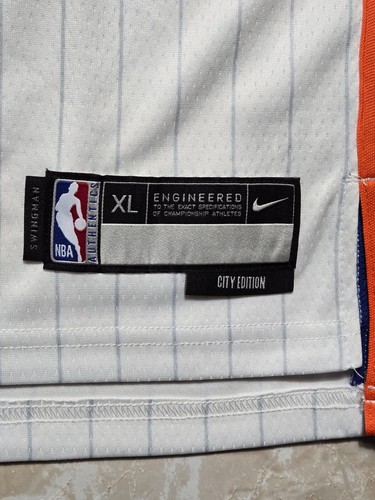 SWINGMAN
NBA
AUTHENTICS
XL
ENGINEERED
TO THE EXACT SPECIFICATIONS
OF CHAMPIONSHIP ATHLETES
CITY EDITION